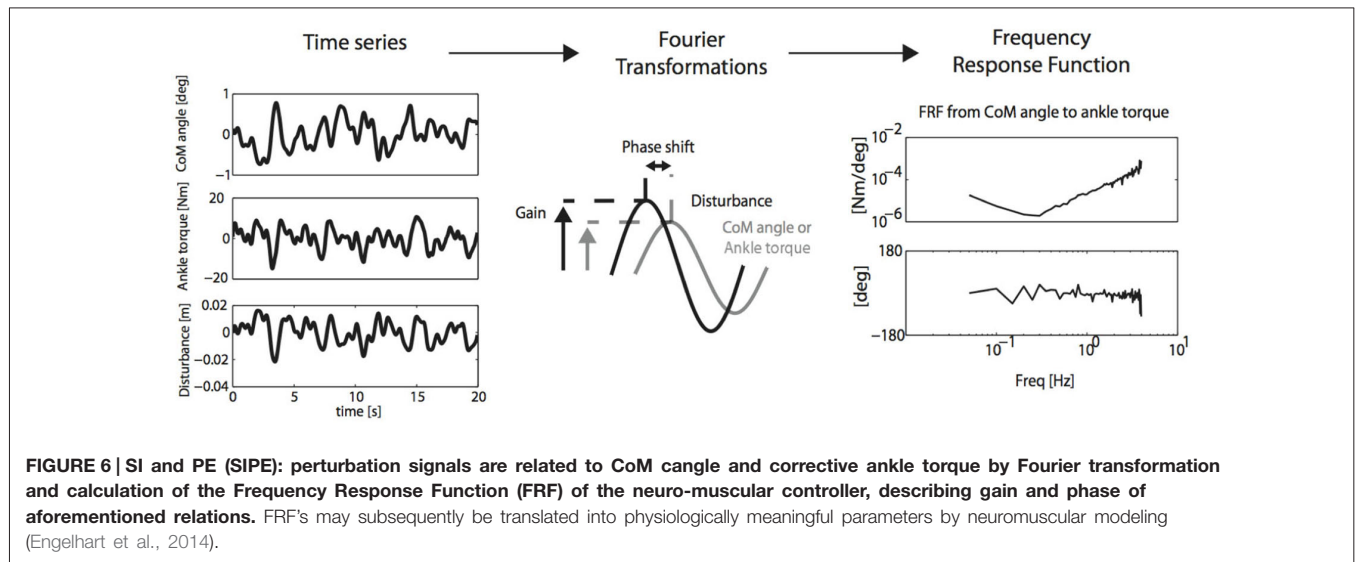 Time series
Fourier
Transformations
Frequency
Response Function
CoM angle [deg]
1
0
−1
Ankle torque [Nm]
20
0
−20
Disturbance [m]
0.02
0
−0.02
−0.04
0
5
10
15
20
time [s]
Phase shift
Gain
Disturbance
CoM angle or
Ankle torque
FRF from CoM angle to ankle torque
[Nm/deg]
10⁻²
10⁻⁴
10⁻⁶
[deg]
180
−180
10⁻¹
10⁰
10¹
Freq [Hz]
FIGURE 6 | SI and PE (SIPE): perturbation signals are related to CoM cangle and corrective ankle torque by Fourier transformation
and calculation of the Frequency Response Function (FRF) of the neuro-muscular controller, describing gain and phase of
aforementioned relations. FRF's may subsequently be translated into physiologically meaningful parameters by neuromuscular modeling
(Engelhart et al., 2014).